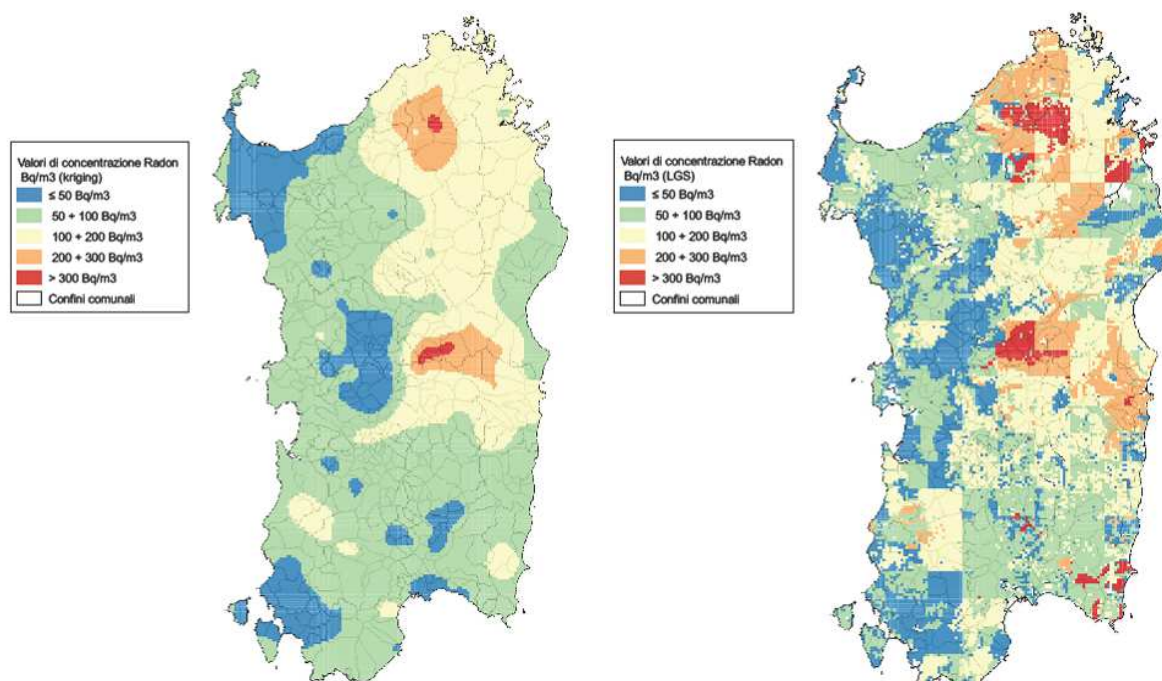 Valori di concentrazione Radon
Bq/m3 (kriging)
≤ 50 Bq/m3
50 + 100 Bq/m3
100 + 200 Bq/m3
200 + 300 Bq/m3
> 300 Bq/m3
Confini comunali
Valori di concentrazione Radon
Bq/m3 (LGS)
≤ 50 Bq/m3
50 + 100 Bq/m3
100 + 200 Bq/m3
200 + 300 Bq/m3
> 300 Bq/m3
Confini comunali